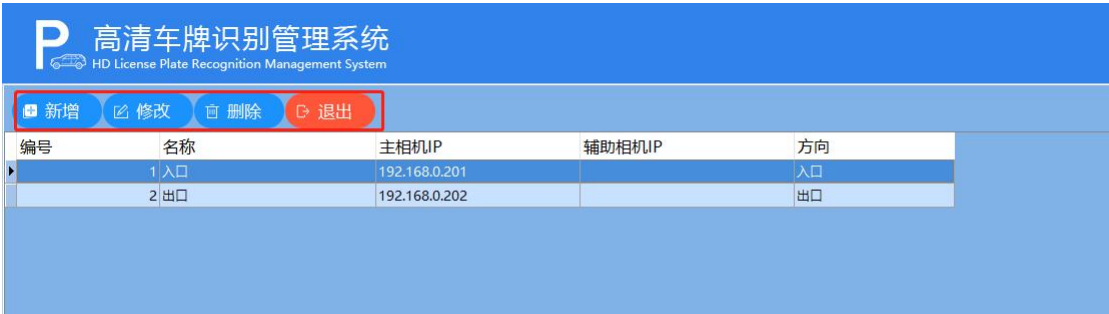 P 高清车牌识别管理系统
HD License Plate Recognition Management System
新增 修改 删除 退出
编号 名称 主相机IP 辅助相机IP 方向
1 入口 192.168.0.201 入口
2 出口 192.168.0.202 出口